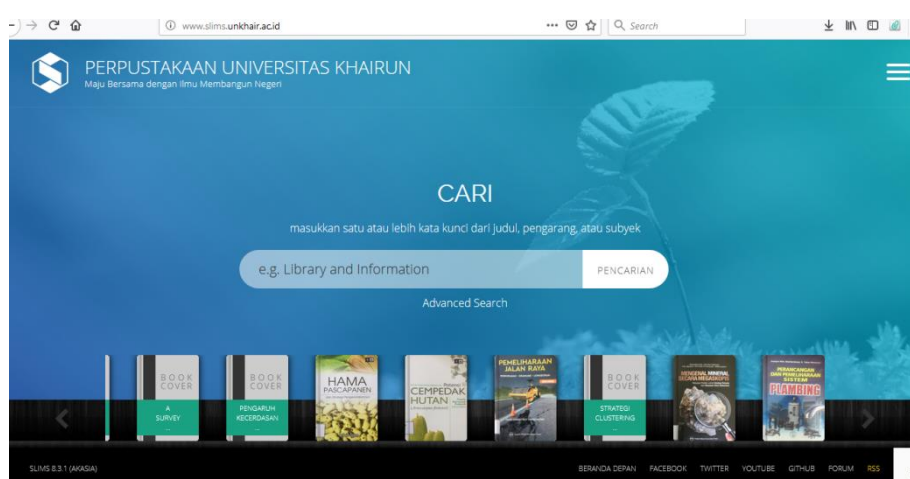 www.slims.unkhair.ac.id
Search
PERPUSTAKAAN UNIVERSITAS KHAIRUN
Maju Bersama dengan Ilmu Membangun Negeri
CARI
masukkan satu atau lebih kata kunci dari judul, pengarang, atau subyek
e.g. Library and Information
PENCARIAN
Advanced Search
BOOK COVER
A SURVEY
...
BOOK COVER
PENGARUH KECERDASAN
...
HAMA
PASCAPANEN
Potensi
CEMPEDAK
HUTAN
PEMELIHARAAN
JALAN RAYA
BOOK COVER
STRATEGI CLUSTERING
...
MENGENAL MINERAL
SECARA MEGASKOPIS
PERANCANGAN
DAN PEMELIHARAAN
SISTEM
PLAMBING
SLIMS 8.3.1 (AKASIA)
BERANDA DEPAN FACEBOOK TWITTER YOUTUBE GITHUB FORUM RSS